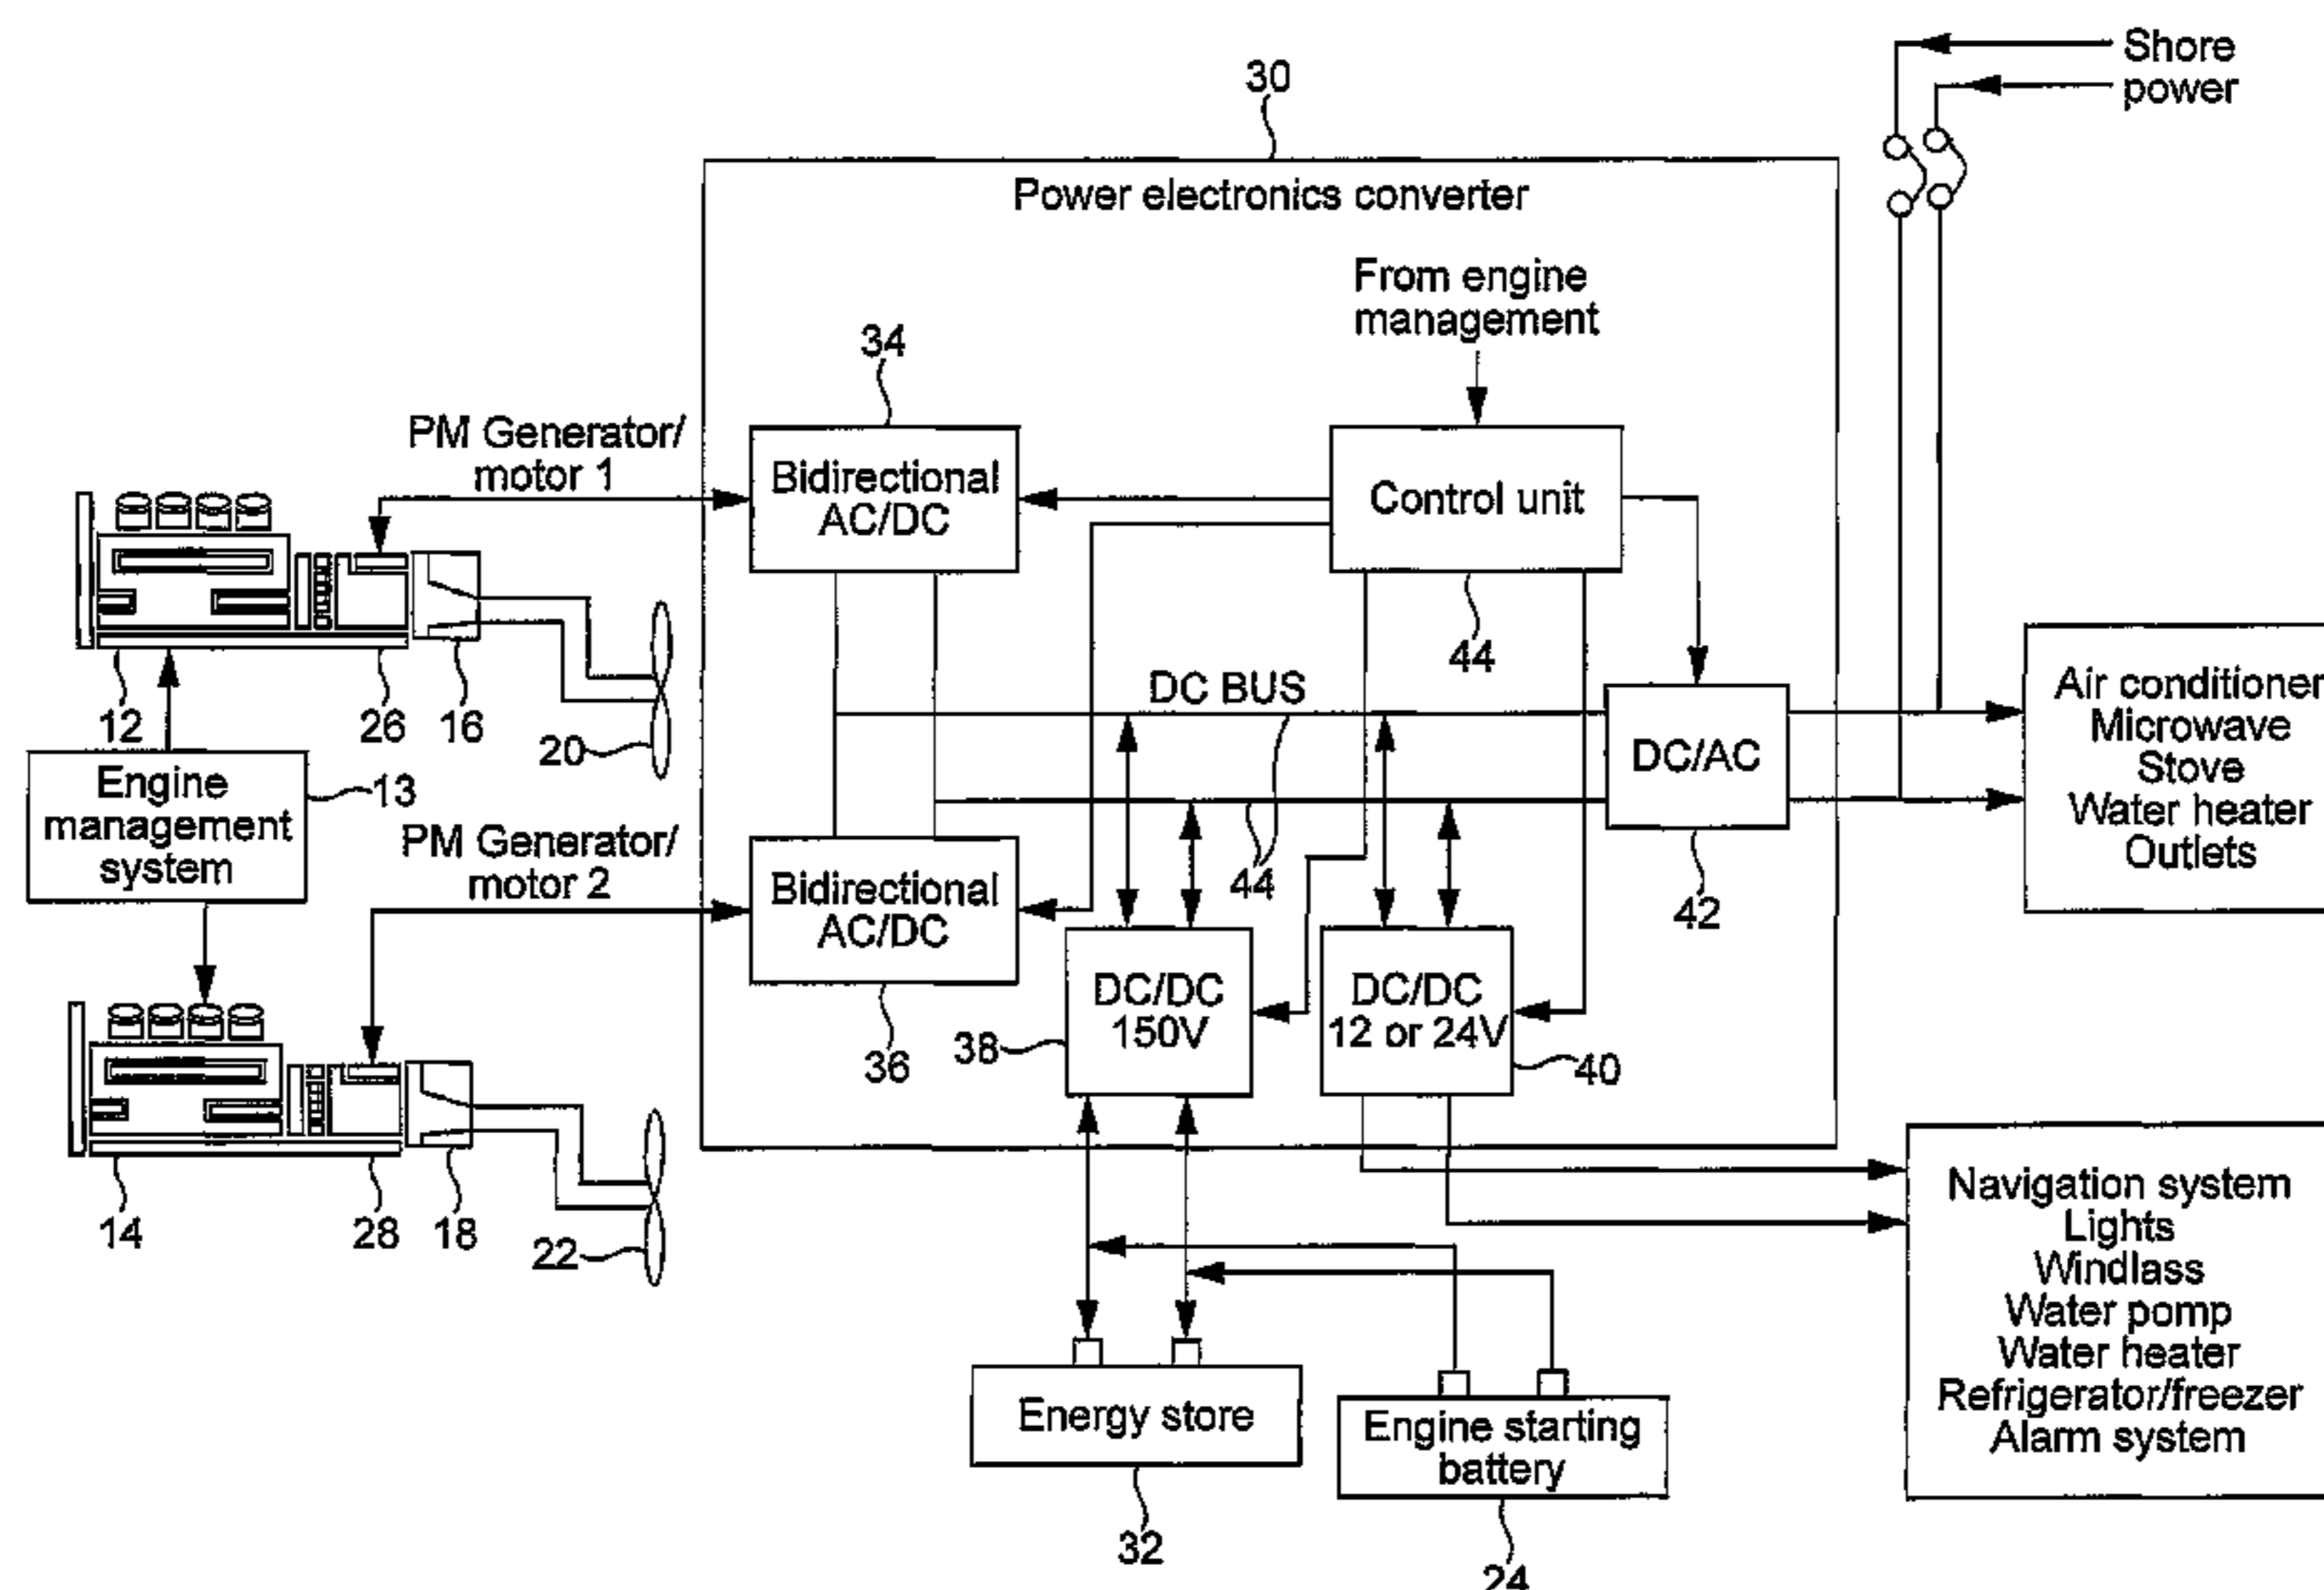 Shore
power
30
Power electronics converter
From engine
management
34
PM Generator/
motor 1
Bidirectional
AC/DC
Control unit
44
12
26
16
20
DC BUS
DC/AC
42
Air conditioner
Microwave
Stove
Water heater
Outlets
Engine
management
system
13
PM Generator/
motor 2
44
Bidirectional
AC/DC
36
DC/DC
150V
38
DC/DC
12 or 24V
40
14
28
18
22
Navigation system
Lights
Windlass
Water pomp
Water heater
Refrigerator/freezer
Alarm system
Energy store
32
Engine starting
battery
24